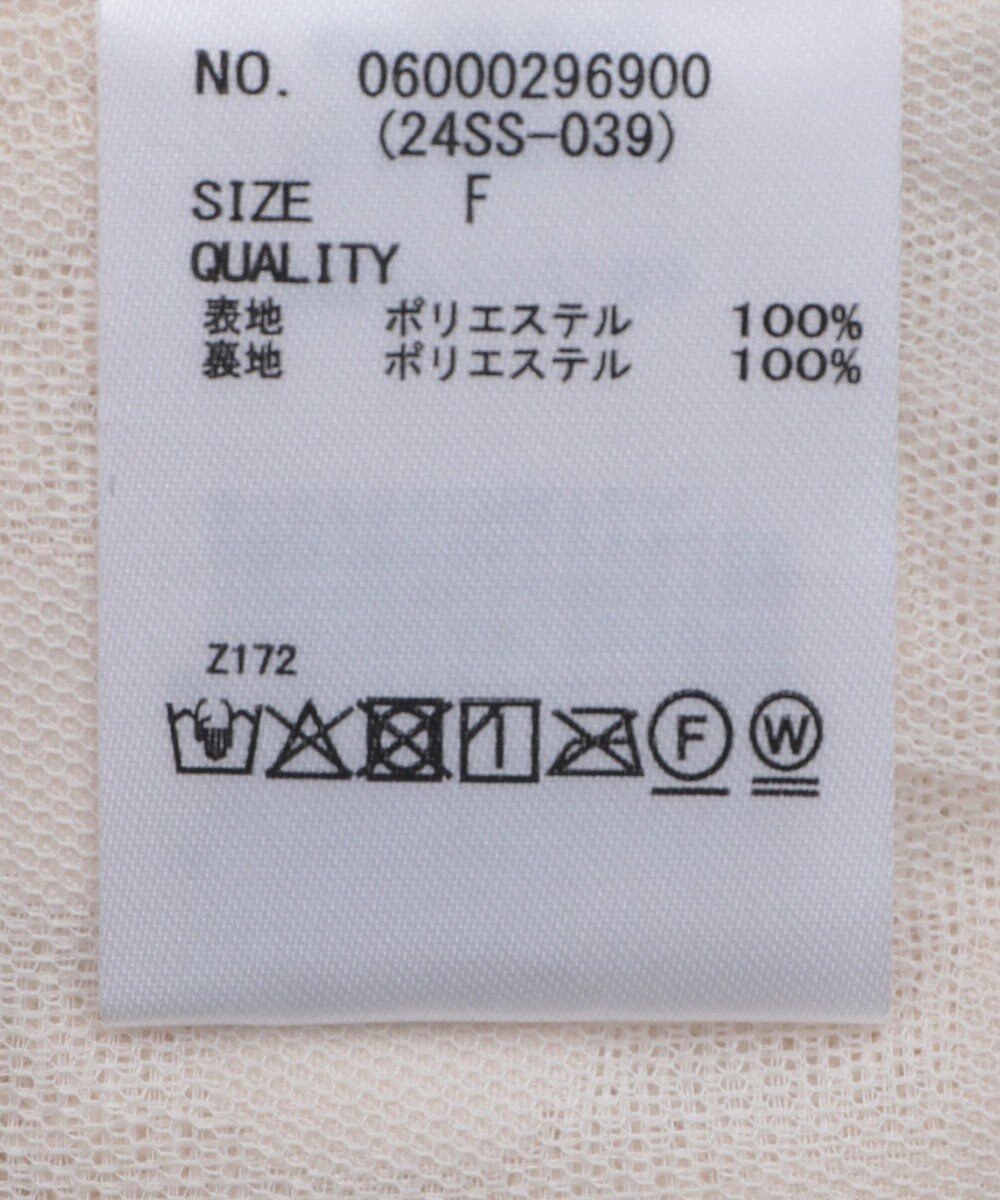 NO. 06000296900
(24SS-039)
SIZE F
QUALITY
表地 ポリエステル 100%
裏地 ポリエステル 100%
Z172
F W